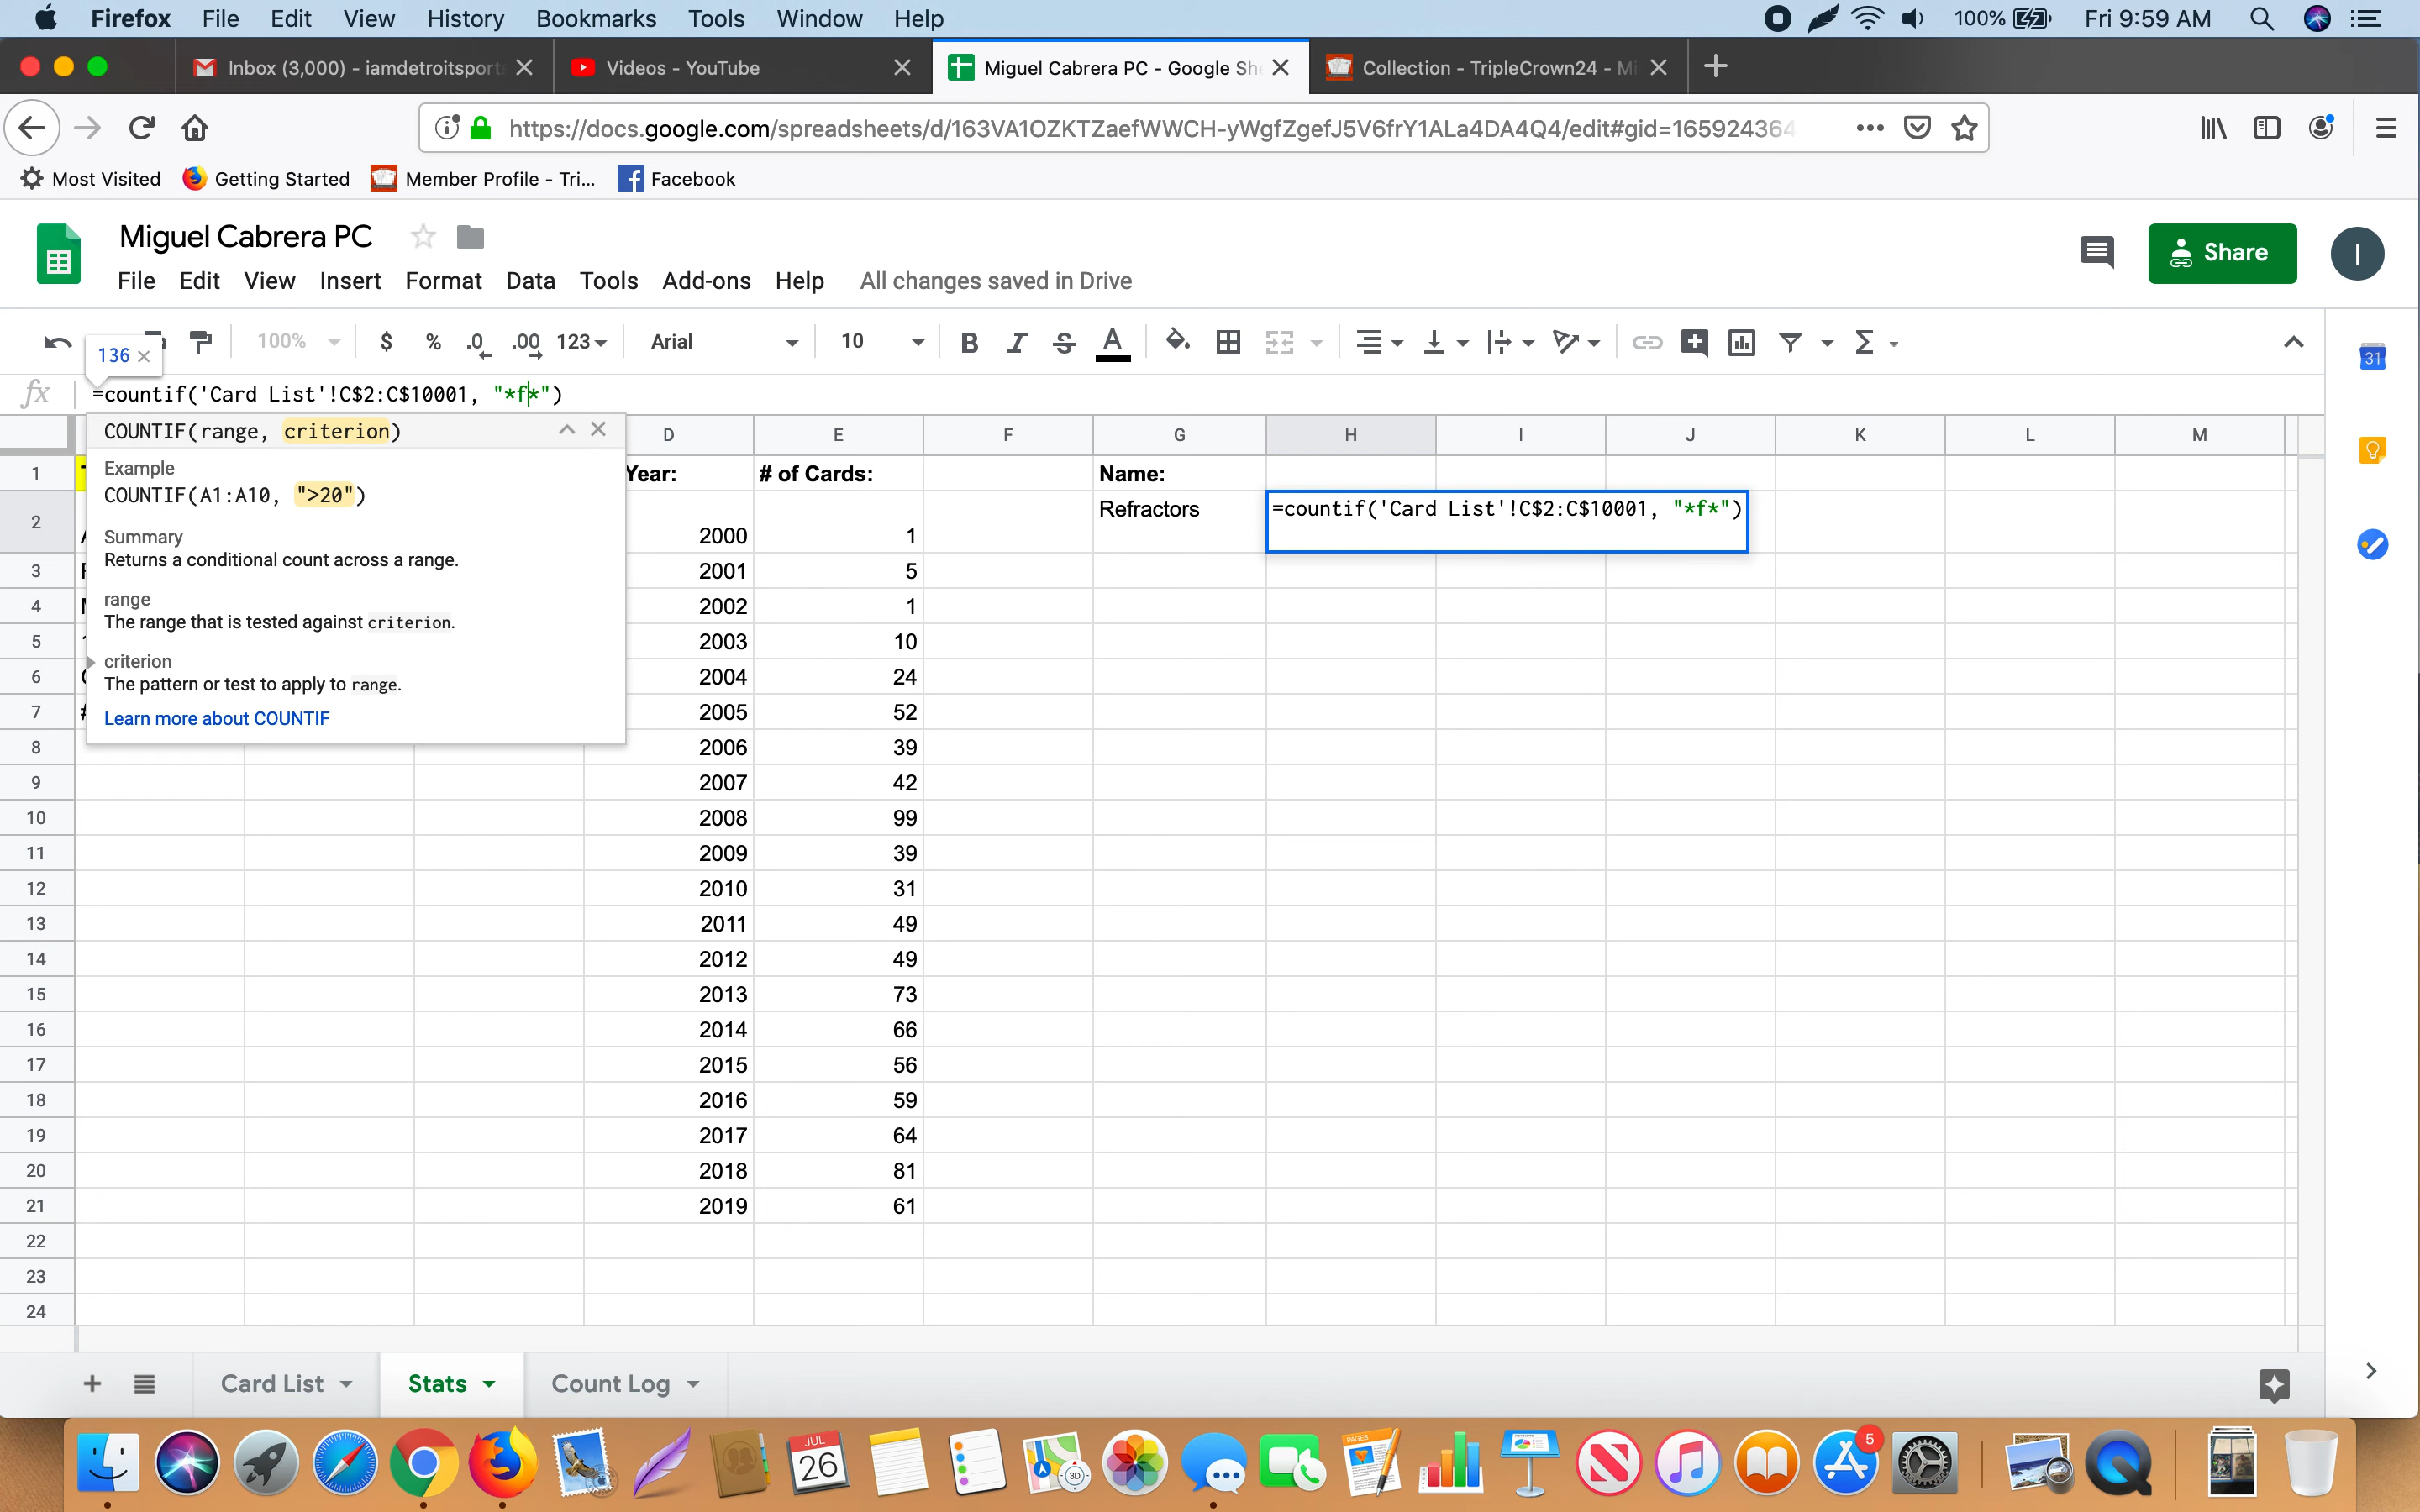 Firefox File Edit View History Bookmarks Tools Window Help 100% Fri 9:59 AM
Inbox (3,000) - iamdetroitsport Videos - YouTube Miguel Cabrera PC - Google She Collection - TripleCrown24 - Mi
https://docs.google.com/spreadsheets/d/163VA1OZKTZaefWWCH-yWgfZgefJ5V6frY1ALa4DA4Q4/edit#gid=165924364
Most Visited Getting Started Member Profile - Tri... Facebook
Miguel Cabrera PC
Share I
File Edit View Insert Format Data Tools Add-ons Help All changes saved in Drive
100% $ % .0 .00 123 Arial 10 B I S A
31
136 ×
fx =countif('Card List'!C$2:C$10001, "*f*")
COUNTIF(range, criterion)
Example
COUNTIF(A1:A10, ">20")
Summary
Returns a conditional count across a range.
range
The range that is tested against criterion.
criterion
The pattern or test to apply to range.
Learn more about COUNTIF
D E F G H I J K L M
1 Year: # of Cards: Name:
Refractors =countif('Card List'!C$2:C$10001, "*f*")
2 2000 1
3 2001 5
4 2002 1
5 2003 10
6 2004 24
7 2005 52
8 2006 39
9 2007 42
10 2008 99
11 2009 39
12 2010 31
13 2011 49
14 2012 49
15 2013 73
16 2014 66
17 2015 56
18 2016 59
19 2017 64
20 2018 81
21 2019 61
22
23
24
+ Card List Stats Count Log
JUL
26
3D
PAGES
5